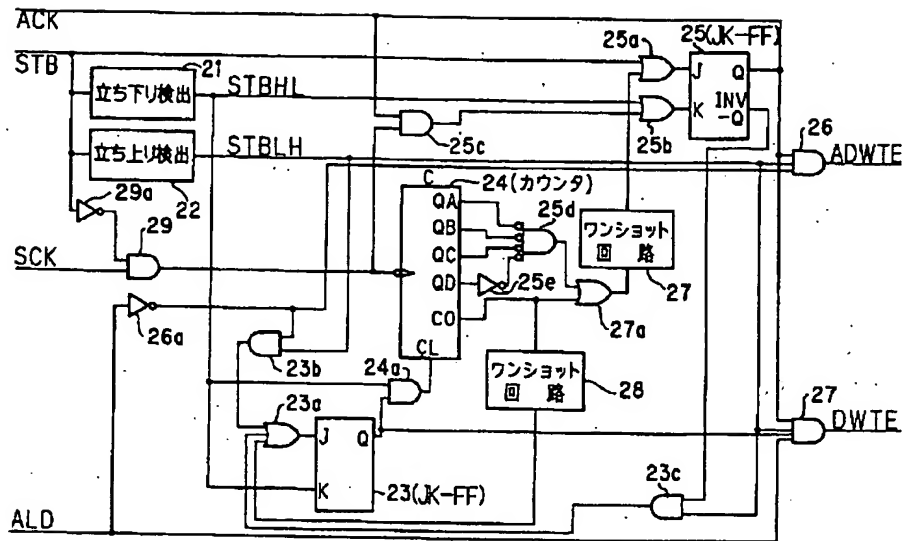 ACK
STB
21
立ち下り検出
STBHL
立ち上り検出
STBLH
22
29a
29
SCK
26a
23b
24a
23a
J
Q
K
23(JK-FF)
ALD
25a
25(JK-FF)
J
Q
K
INV
-Q
25b
25c
C
24(カウンタ)
QA
QB
QC
QD
CO
CL
25d
25e
27a
ワンショット
回路
27
ワンショット
回路
28
26
ADWTE
27
DWTE
23c